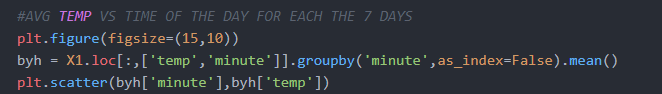 #AVG TEMP VS TIME OF THE DAY FOR EACH THE 7 DAYS
plt.figure(figsize=(15,10))
byh = X1.loc[:,['temp','minute']].groupby('minute',as_index=False).mean()
plt.scatter(byh['minute'],byh['temp'])